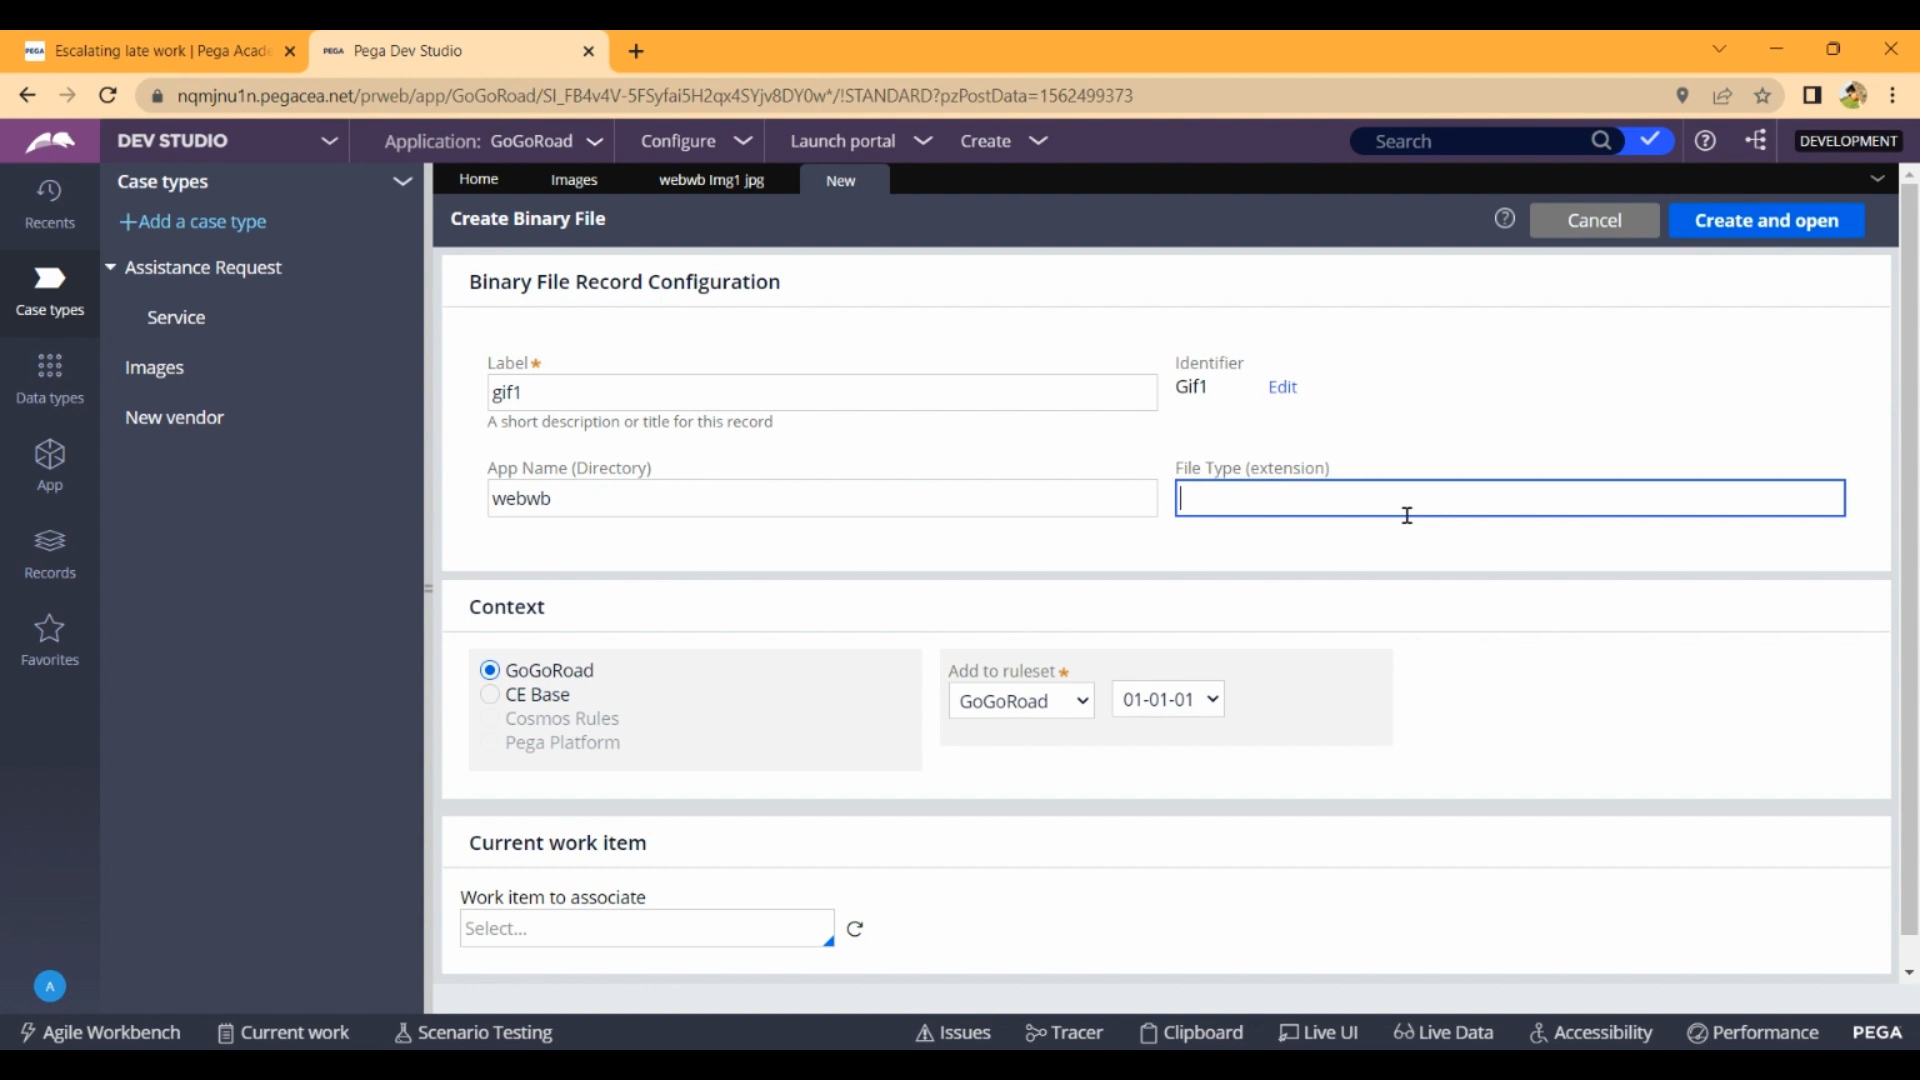 PEGA Escalating late work | Pega Acade
PEGA Pega Dev Studio
nqmjnu1n.pegacea.net/prweb/app/GoGoRoad/SI_FB4v4V-5FSyfai5H2qx4SYjv8DY0w*/!STANDARD?pzPostData=1562499373
DEV STUDIO
Application: GoGoRoad
Configure
Launch portal
Create
Search
DEVELOPMENT
Recents
Case types
Data types
App
Records
Favorites
A
Case types
+Add a case type
Assistance Request
Service
Images
New vendor
Home
Images
webwb Img1 jpg
New
Create Binary File
Cancel
Create and open
Binary File Record Configuration
Label*
gif1
A short description or title for this record
Identifier
Gif1 Edit
App Name (Directory)
webwb
File Type (extension)
Context
GoGoRoad
CE Base
Cosmos Rules
Pega Platform
Add to ruleset*
GoGoRoad
01-01-01
Current work item
Work item to associate
Select...
Agile Workbench
Current work
Scenario Testing
Issues
Tracer
Clipboard
Live UI
Live Data
Accessibility
Performance
PEGA